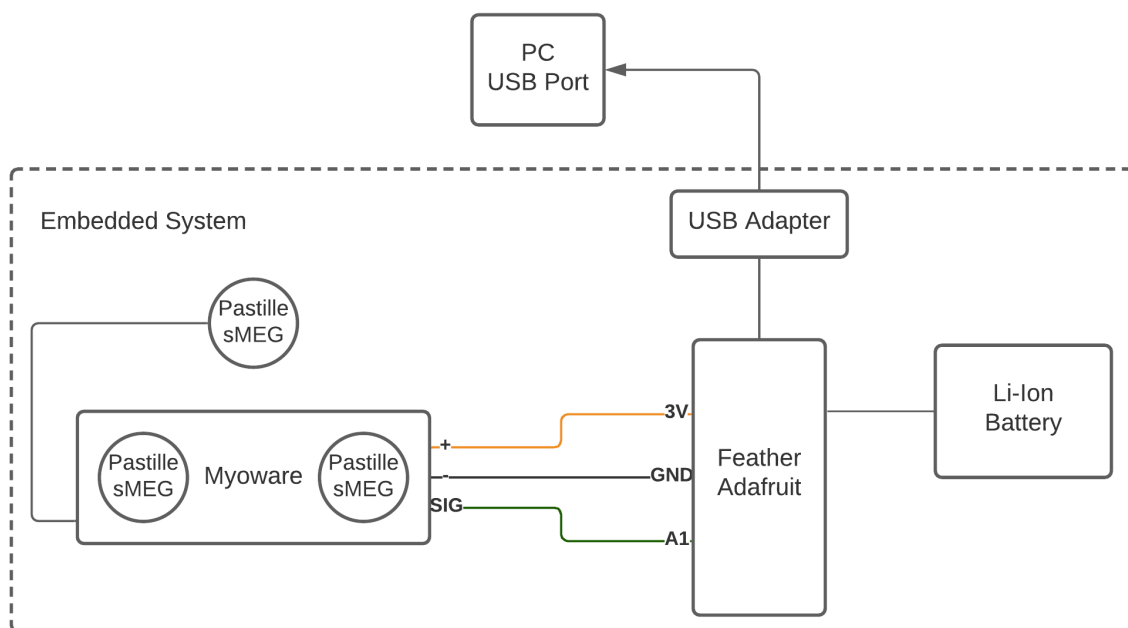 PC
USB Port
USB Adapter
Embedded System
Pastille
sMEG
Pastille
sMEG
Myoware
Pastille
sMEG
+
-
SIG
3V
GND
A1
Feather
Adafruit
Li-Ion
Battery